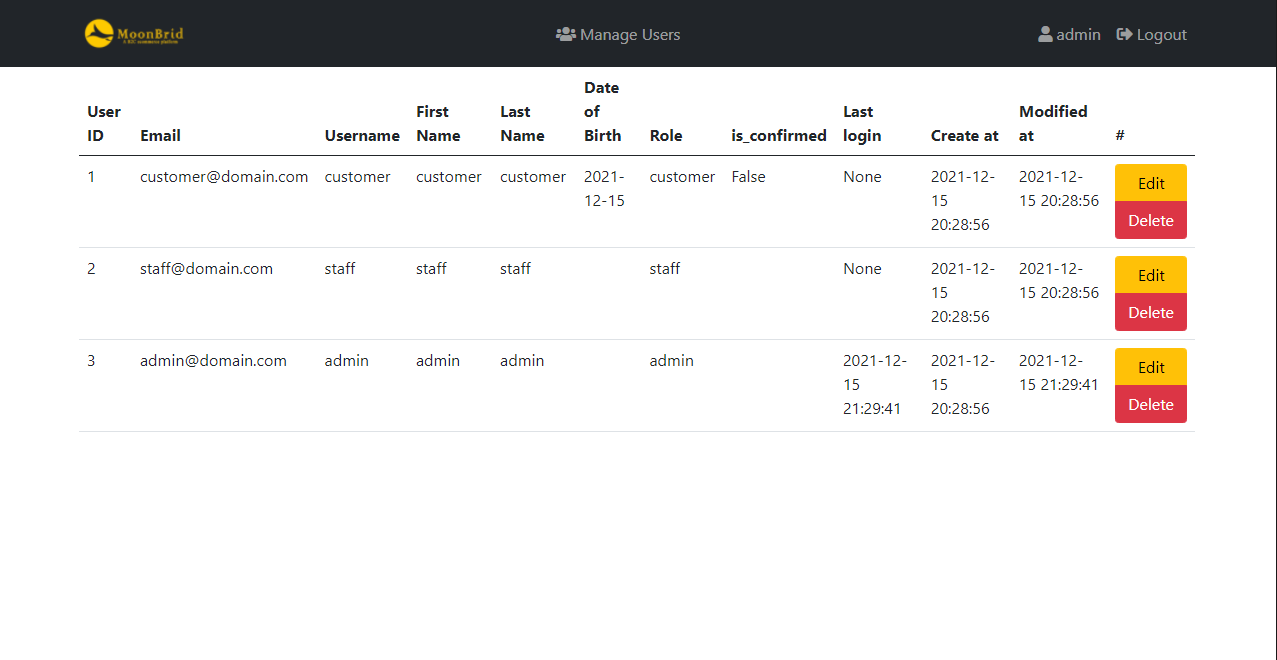 MoonBrid
A B2C ecommerce platform
Manage Users
admin
Logout
User ID Email Username First Name Last Name Date of Birth Role is_confirmed Last login Create at Modified at #
1 customer@domain.com customer customer customer 2021-12-15 customer False None 2021-12-15 20:28:56 2021-12-15 20:28:56 Edit Delete
2 staff@domain.com staff staff staff staff None 2021-12-15 20:28:56 2021-12-15 20:28:56 Edit Delete
3 admin@domain.com admin admin admin admin 2021-12-15 21:29:41 2021-12-15 20:28:56 2021-12-15 21:29:41 Edit Delete